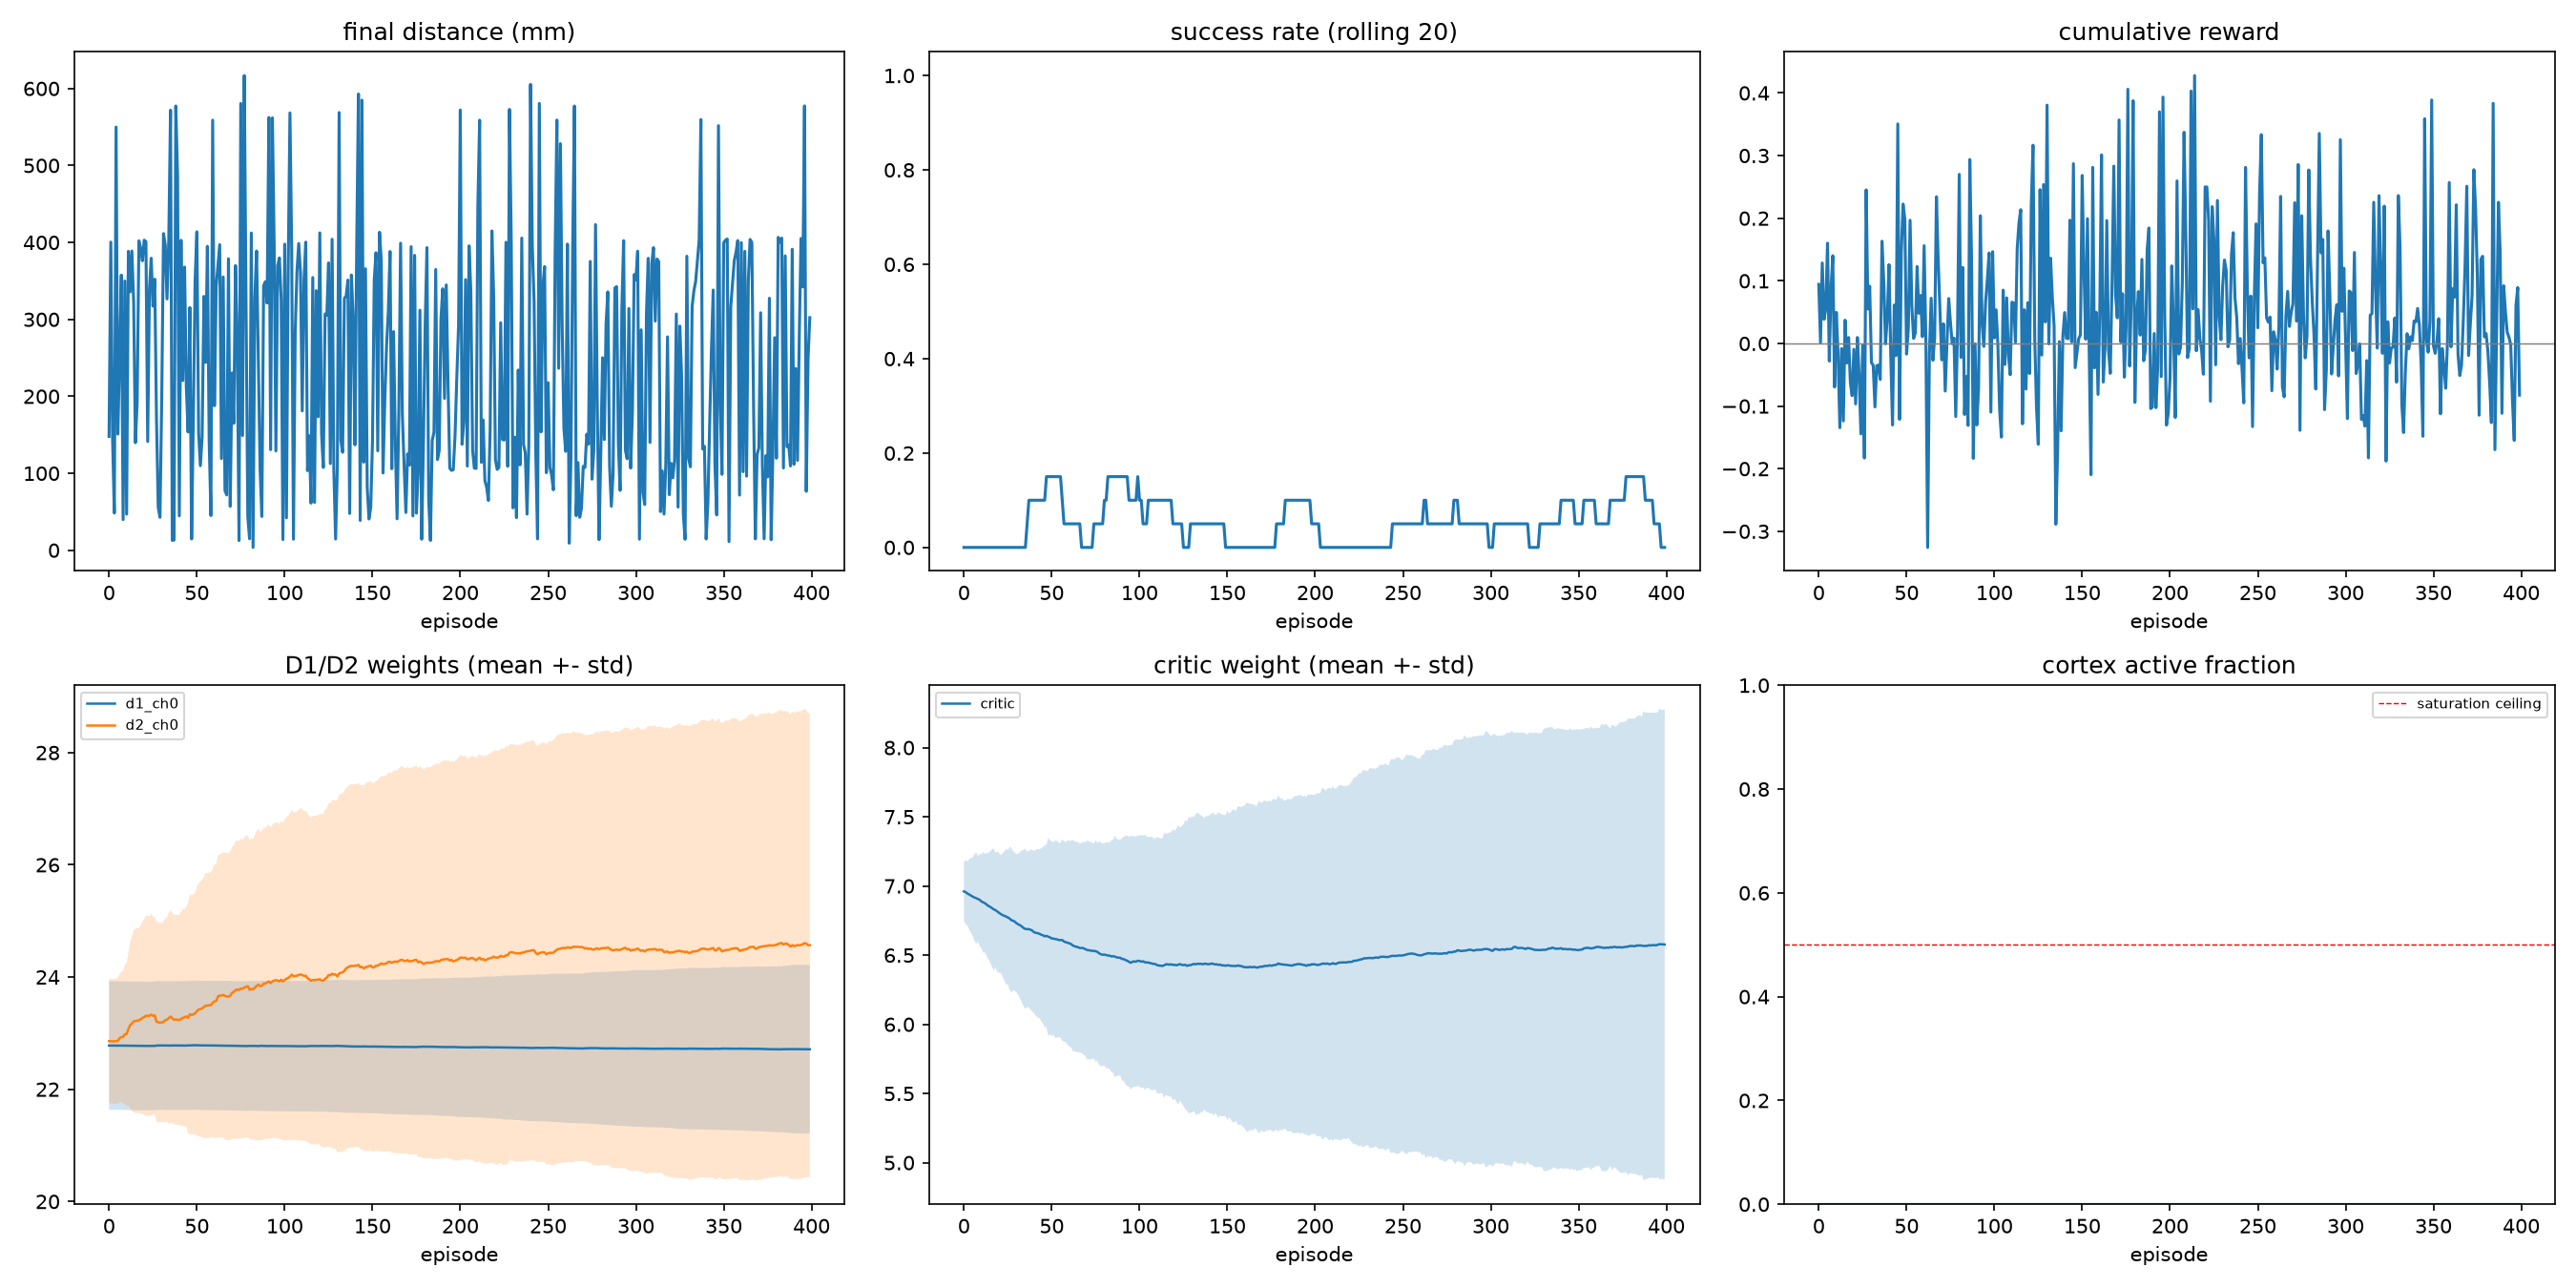 final distance (mm)
600
500
400
300
200
100
0
0 50 100 150 200 250 300 350 400
episode
success rate (rolling 20)
1.0
0.8
0.6
0.4
0.2
0.0
0 50 100 150 200 250 300 350 400
episode
cumulative reward
0.4
0.3
0.2
0.1
0.0
−0.1
−0.2
−0.3
0 50 100 150 200 250 300 350 400
episode
D1/D2 weights (mean +- std)
d1_ch0
d2_ch0
28
26
24
22
20
0 50 100 150 200 250 300 350 400
episode
critic weight (mean +- std)
critic
8.0
7.5
7.0
6.5
6.0
5.5
5.0
0 50 100 150 200 250 300 350 400
episode
cortex active fraction
saturation ceiling
1.0
0.8
0.6
0.4
0.2
0.0
0 50 100 150 200 250 300 350 400
episode